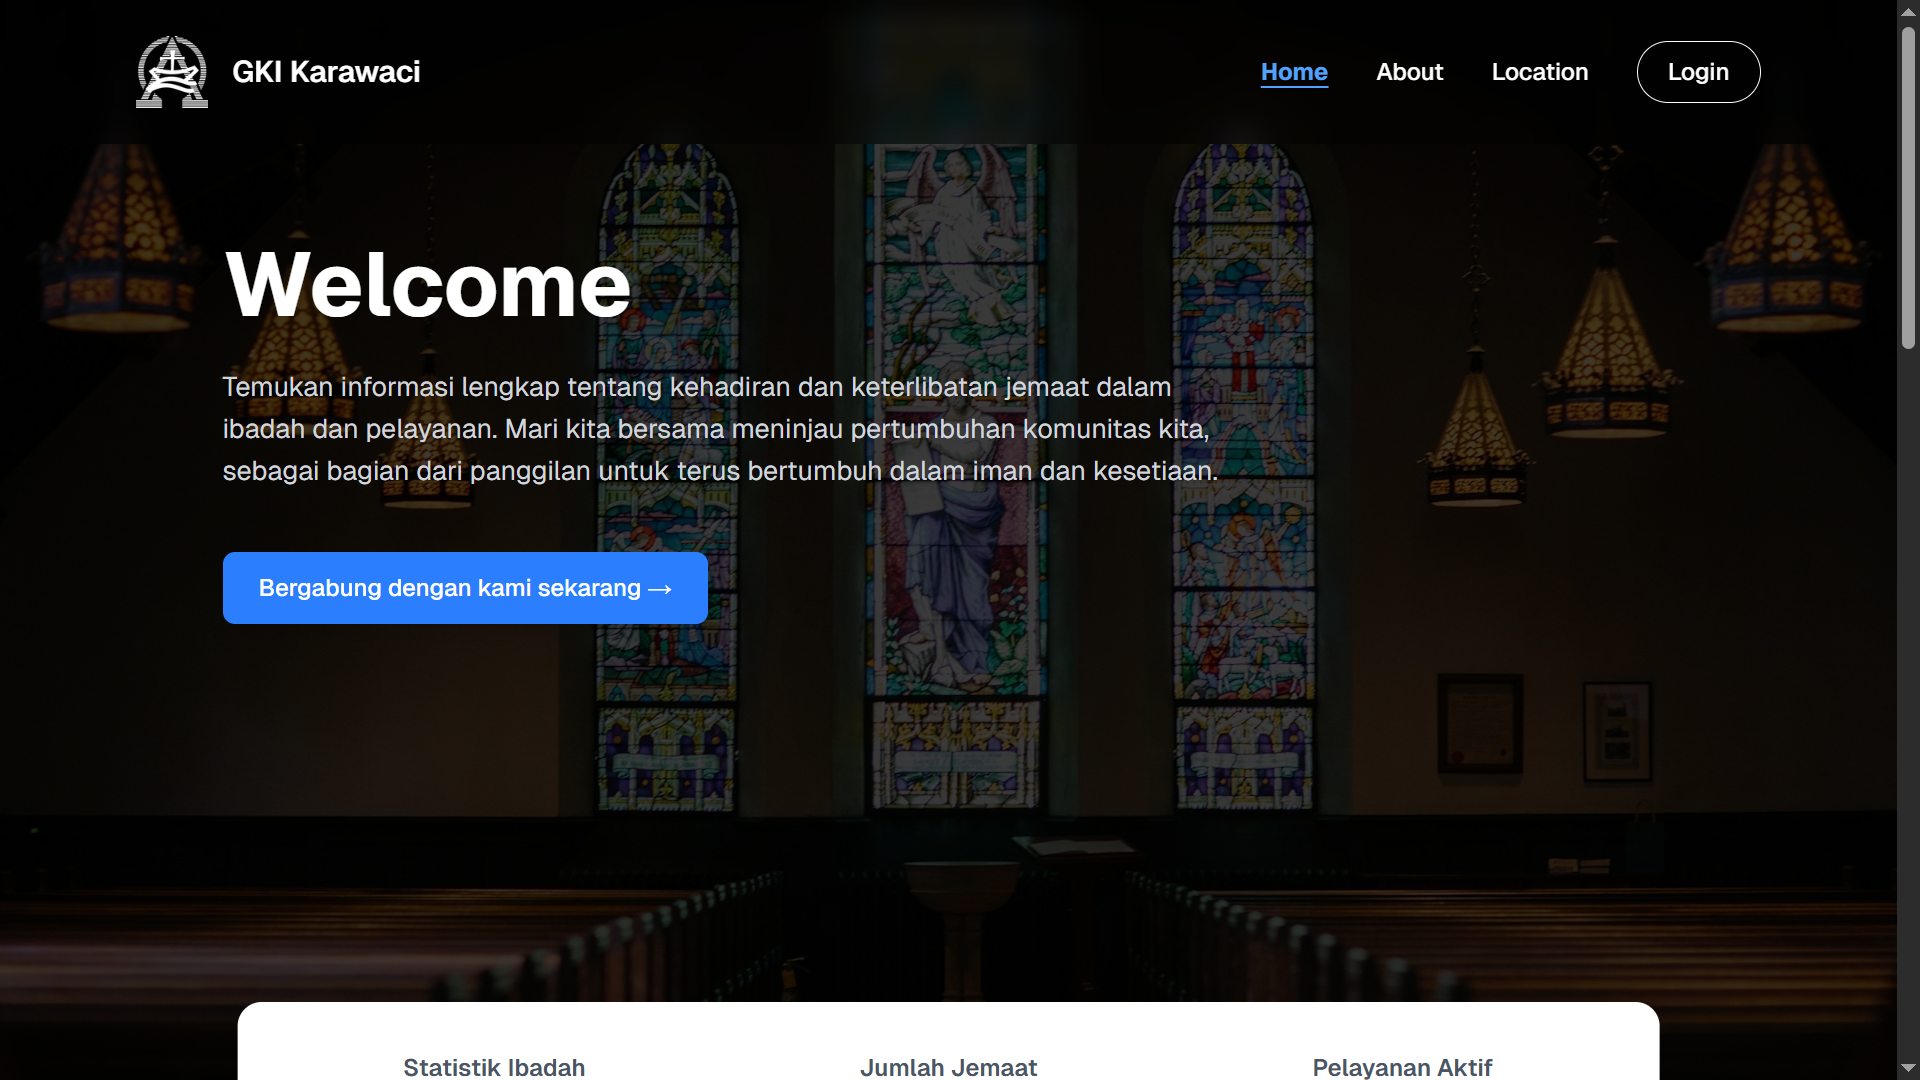 GKI Karawaci
Home
About
Location
Login
Welcome
Temukan informasi lengkap tentang kehadiran dan keterlibatan jemaat dalam
ibadah dan pelayanan. Mari kita bersama meninjau pertumbuhan komunitas kita,
sebagai bagian dari panggilan untuk terus bertumbuh dalam iman dan kesetiaan.
Bergabung dengan kami sekarang →
Statistik Ibadah
Jumlah Jemaat
Pelayanan Aktif